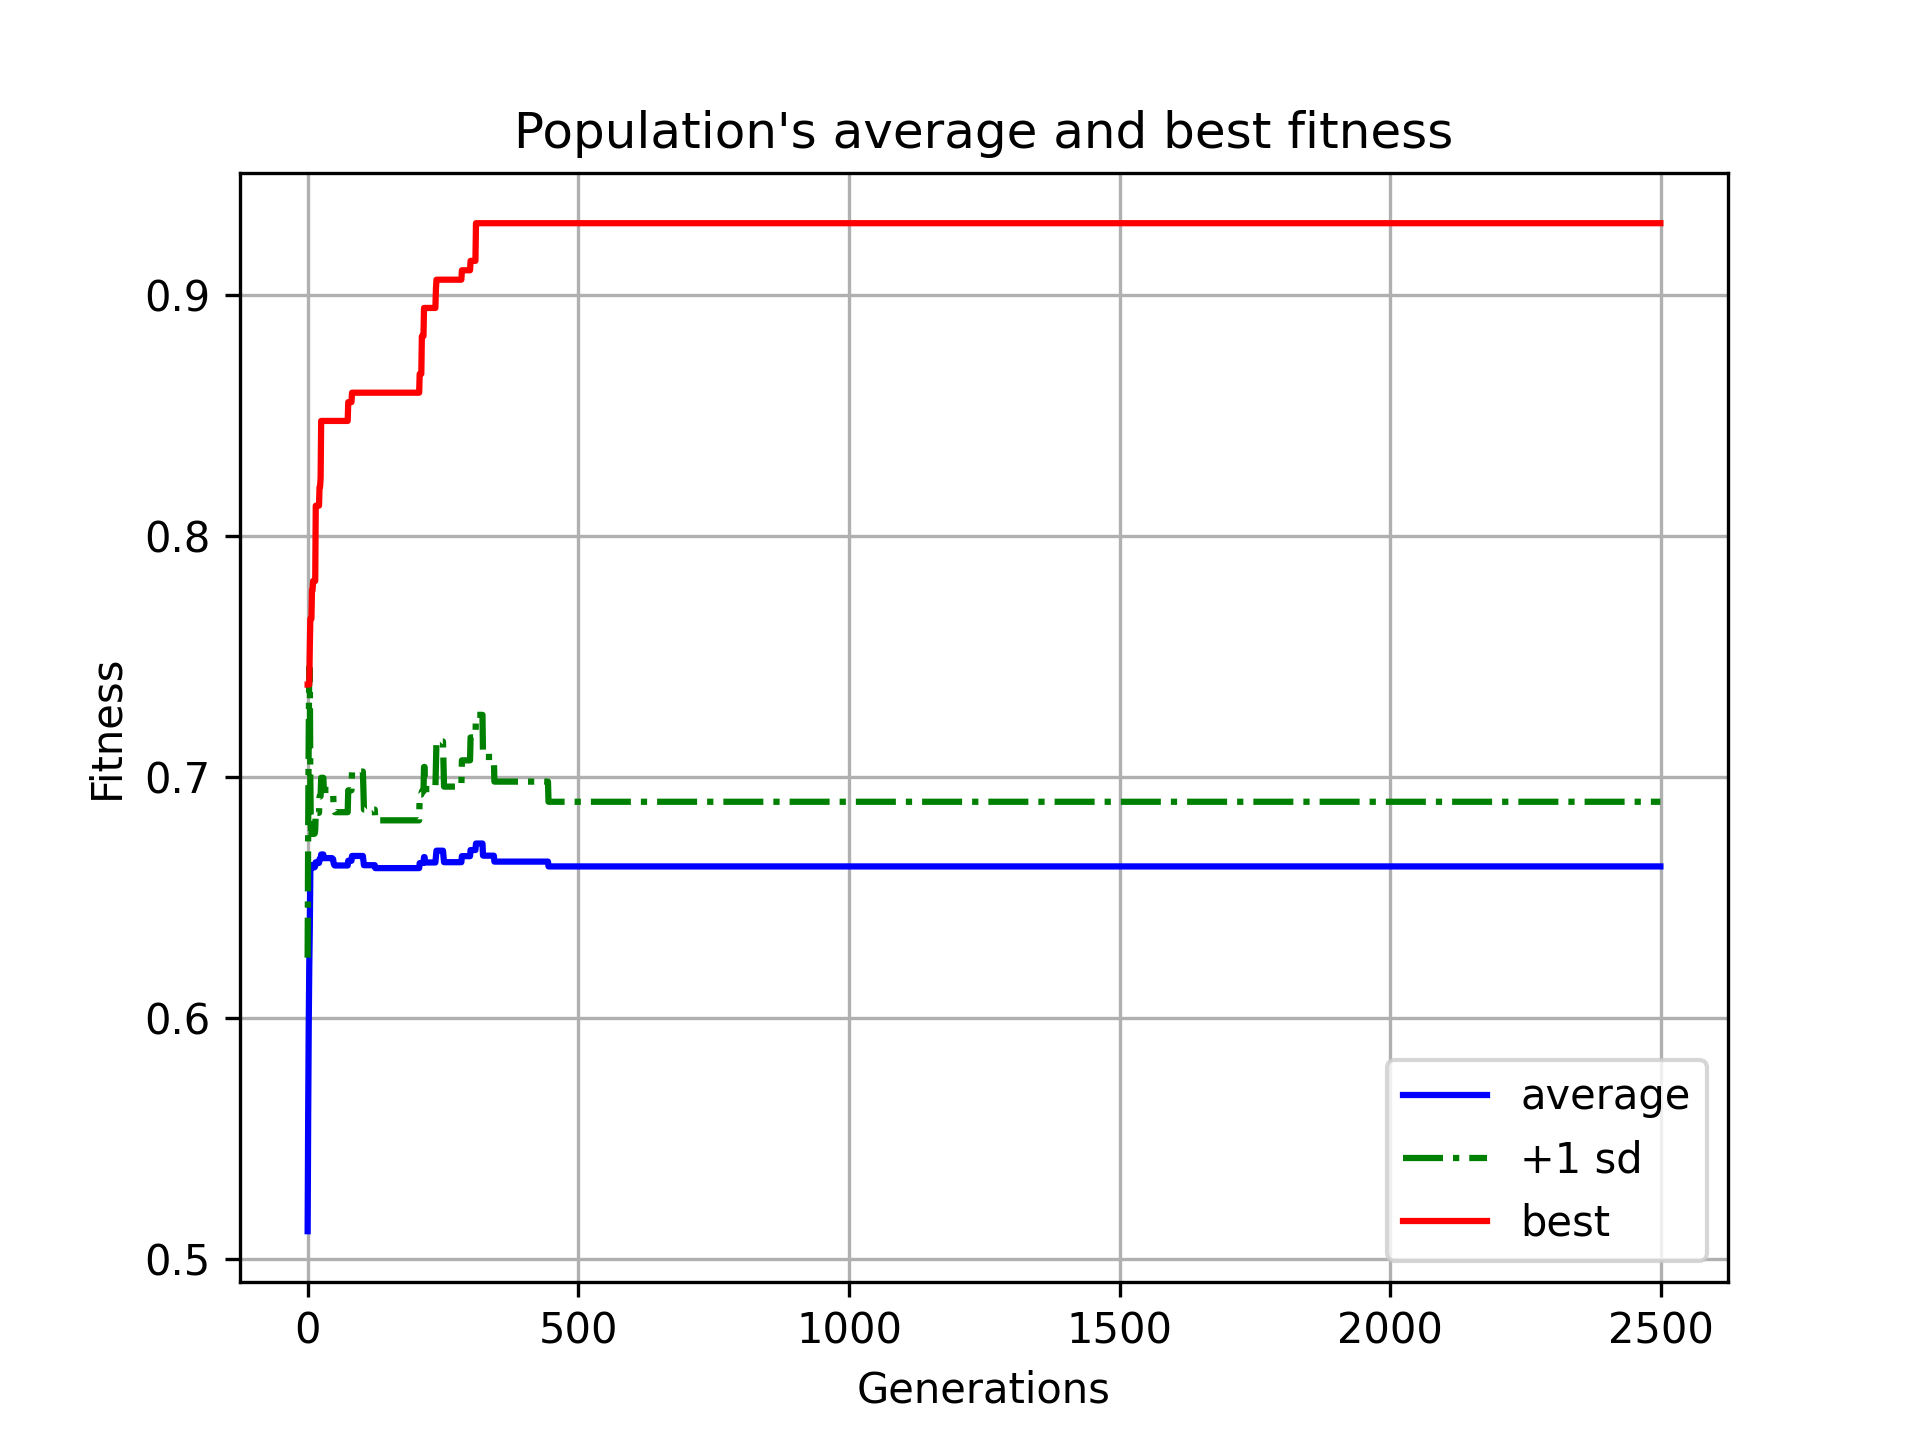 Population's average and best fitness
Fitness
0.9
0.8
0.7
0.6
0.5
average
+1 sd
best
0 500 1000 1500 2000 2500
Generations